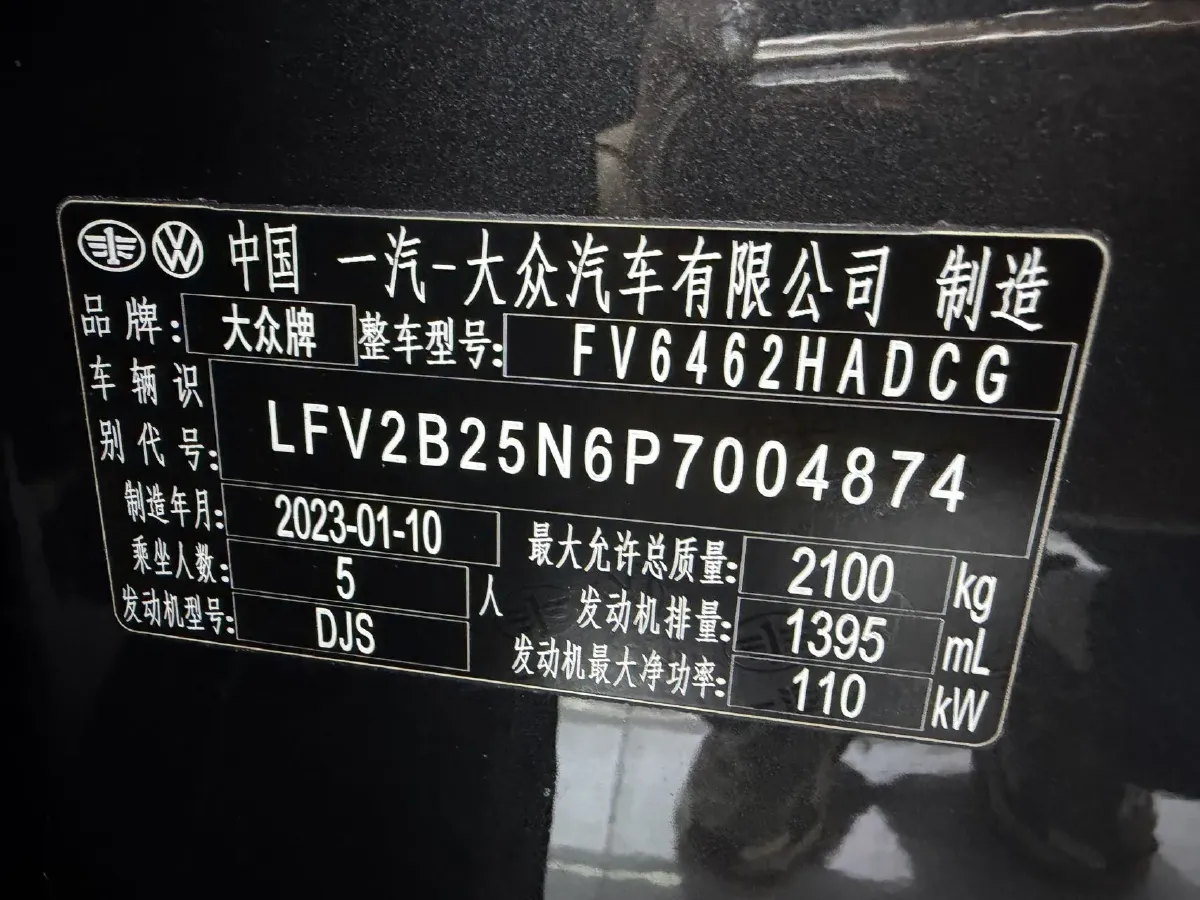 中国 一汽-大众汽车有限公司 制造
品牌: 大众牌 整车型号: FV6462HADCG
车辆识别代号: LFV2B25N6P7004874
制造年月: 2023-01-10 最大允许总质量: 2100 kg
乘坐人数: 5 人 发动机排量: 1395 mL
发动机型号: DJS 发动机最大净功率: 110 kW